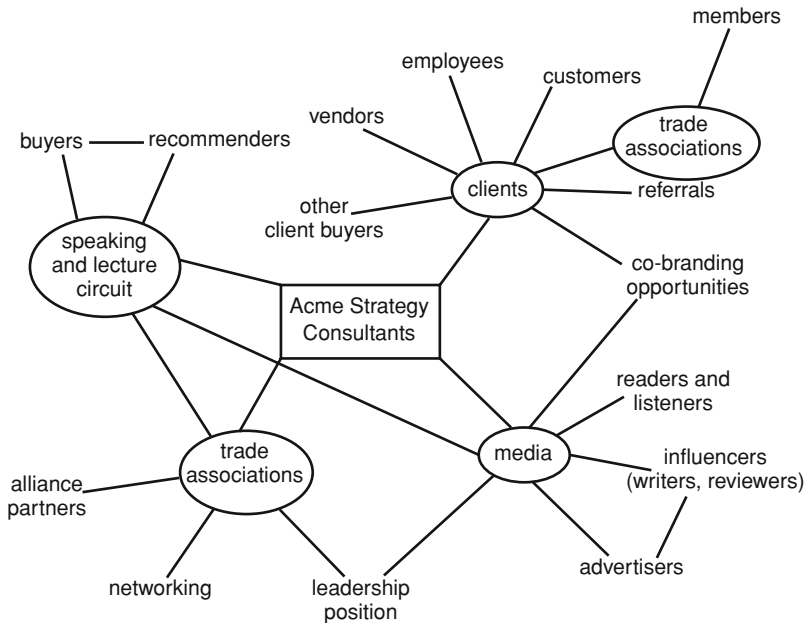 members
employees
customers
vendors
trade
associations
buyers
recommenders
clients
referrals
other
client buyers
speaking
and lecture
circuit
co-branding
opportunities
Acme Strategy
Consultants
readers and
listeners
trade
associations
media
influencers
(writers, reviewers)
alliance
partners
advertisers
networking
leadership
position